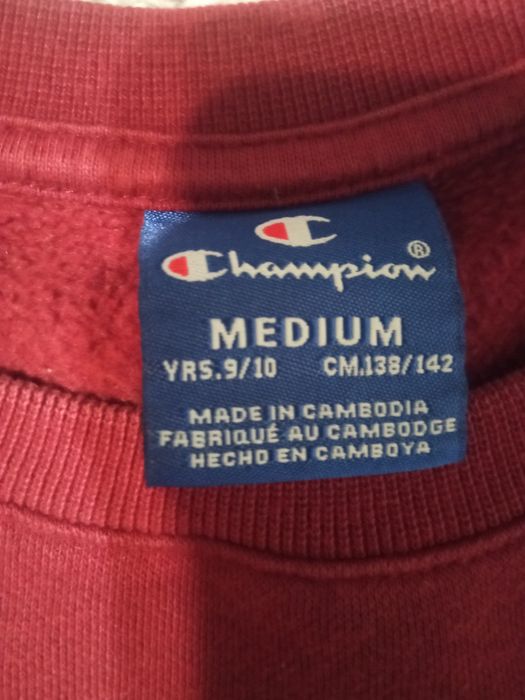 Champion®
MEDIUM
YRS.9/10 CM.138/142
MADE IN CAMBODIA
FABRIQUÉ AU CAMBODGE
HECHO EN CAMBOYA